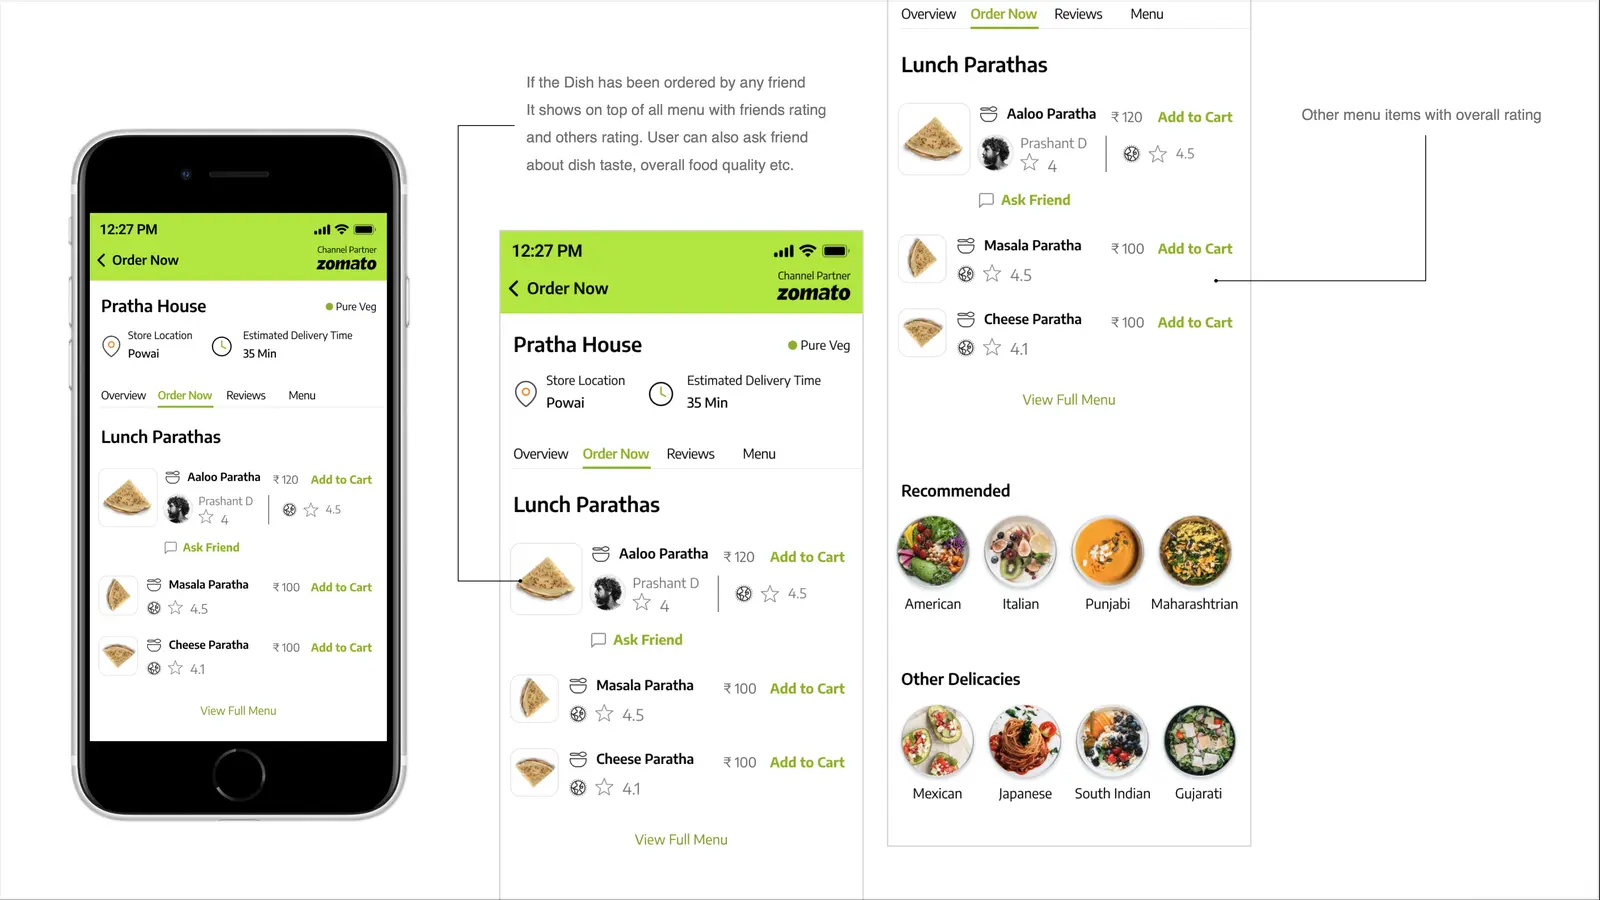 12:27 PM
Channel Partner
Order Now
zomato
Pratha House
Pure Veg
Store Location
Powai
Estimated Delivery Time
35 Min
Overview Order Now Reviews Menu
Lunch Parathas
Aaloo Paratha ₹ 120 Add to Cart
Prashant D
4
4.5
Ask Friend
Masala Paratha ₹ 100 Add to Cart
4.5
Cheese Paratha ₹ 100 Add to Cart
4.1
View Full Menu
If the Dish has been ordered by any friend
It shows on top of all menu with friends rating
and others rating. User can also ask friend
about dish taste, overall food quality etc.
12:27 PM
Channel Partner
Order Now
zomato
Pratha House
Pure Veg
Store Location
Powai
Estimated Delivery Time
35 Min
Overview Order Now Reviews Menu
Lunch Parathas
Aaloo Paratha ₹ 120 Add to Cart
Prashant D
4
4.5
Ask Friend
Masala Paratha ₹ 100 Add to Cart
4.5
Cheese Paratha ₹ 100 Add to Cart
4.1
View Full Menu
Overview Order Now Reviews Menu
Lunch Parathas
Aaloo Paratha ₹ 120 Add to Cart
Prashant D
4
4.5
Ask Friend
Masala Paratha ₹ 100 Add to Cart
4.5
Cheese Paratha ₹ 100 Add to Cart
4.1
View Full Menu
Recommended
American Italian Punjabi Maharashtrian
Other Delicacies
Mexican Japanese South Indian Gujarati
Other menu items with overall rating